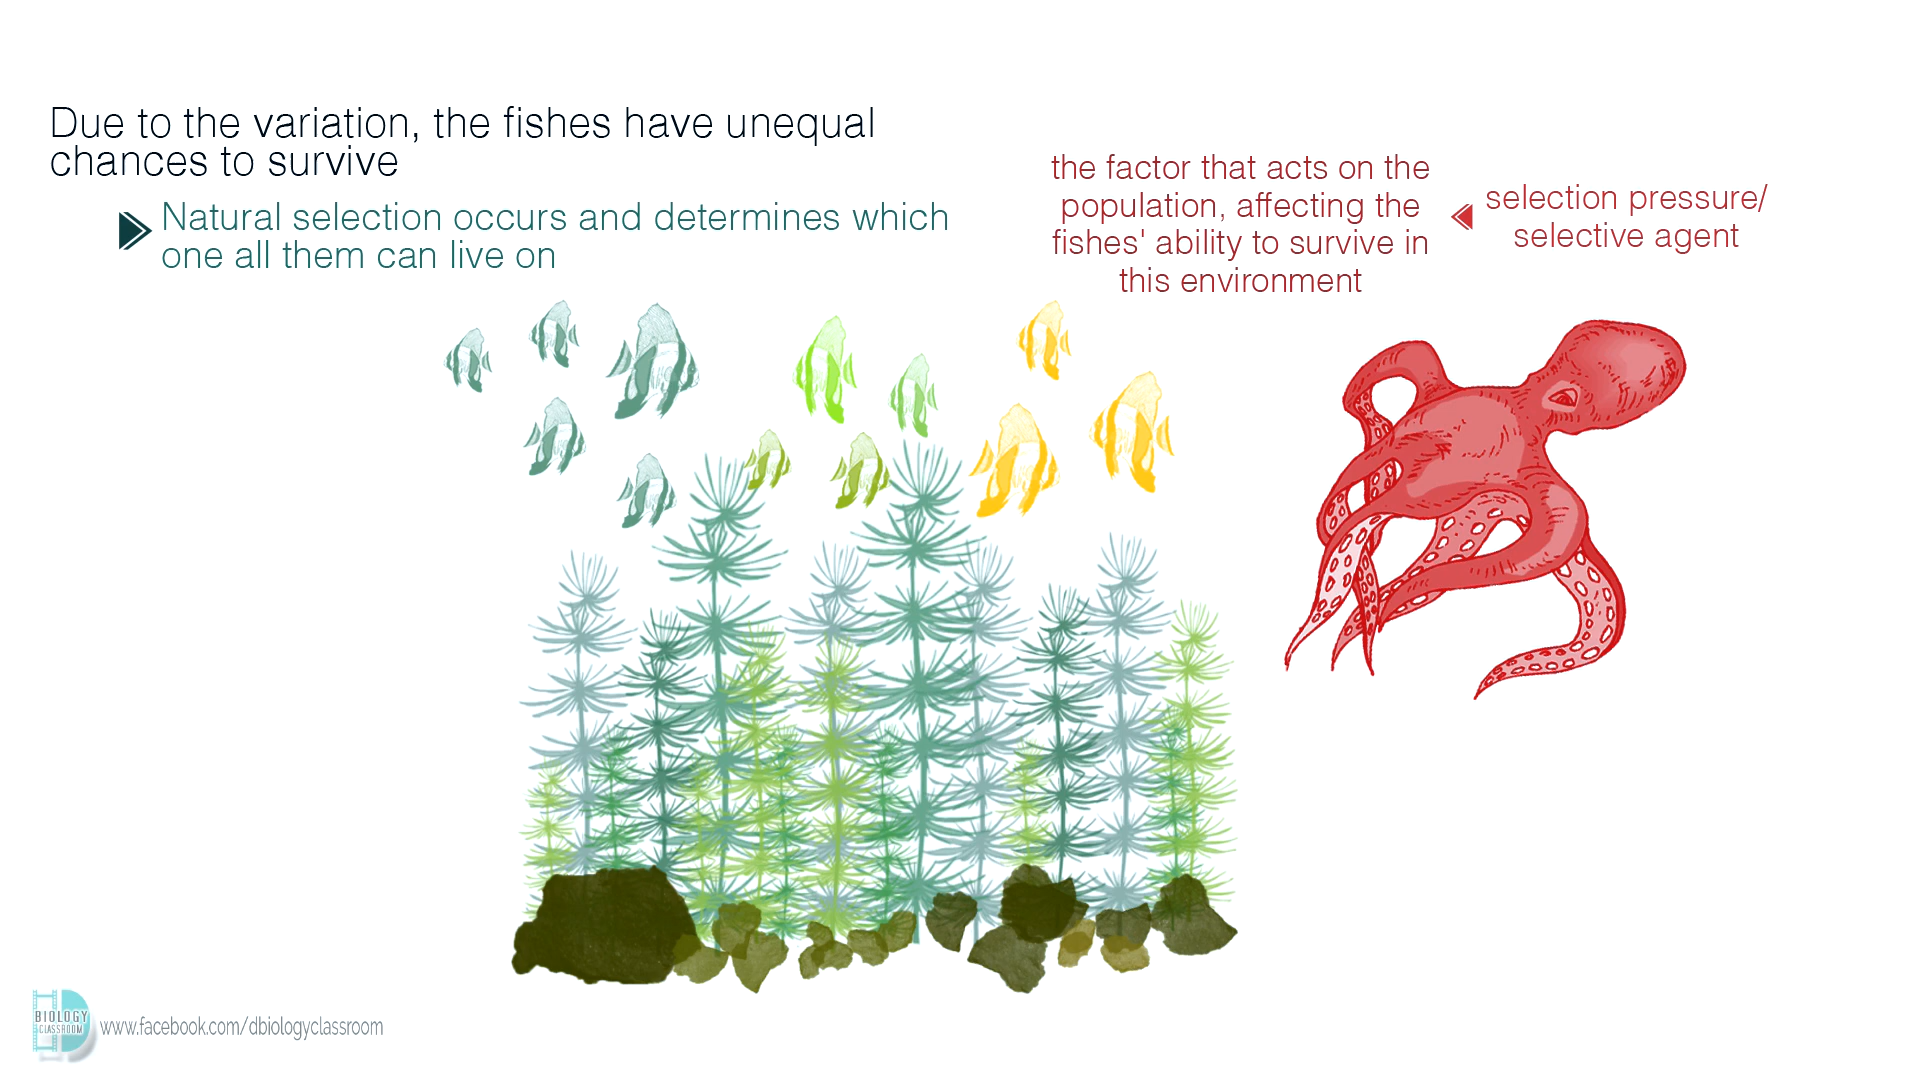 Due to the variation, the fishes have unequal
chances to survive
Natural selection occurs and determines which
one all them can live on
the factor that acts on the
population, affecting the
fishes' ability to survive in
this environment
selection pressure/
selective agent
BIOLOGY
CLASSROOM
www.facebook.com/dbiologyclassroom